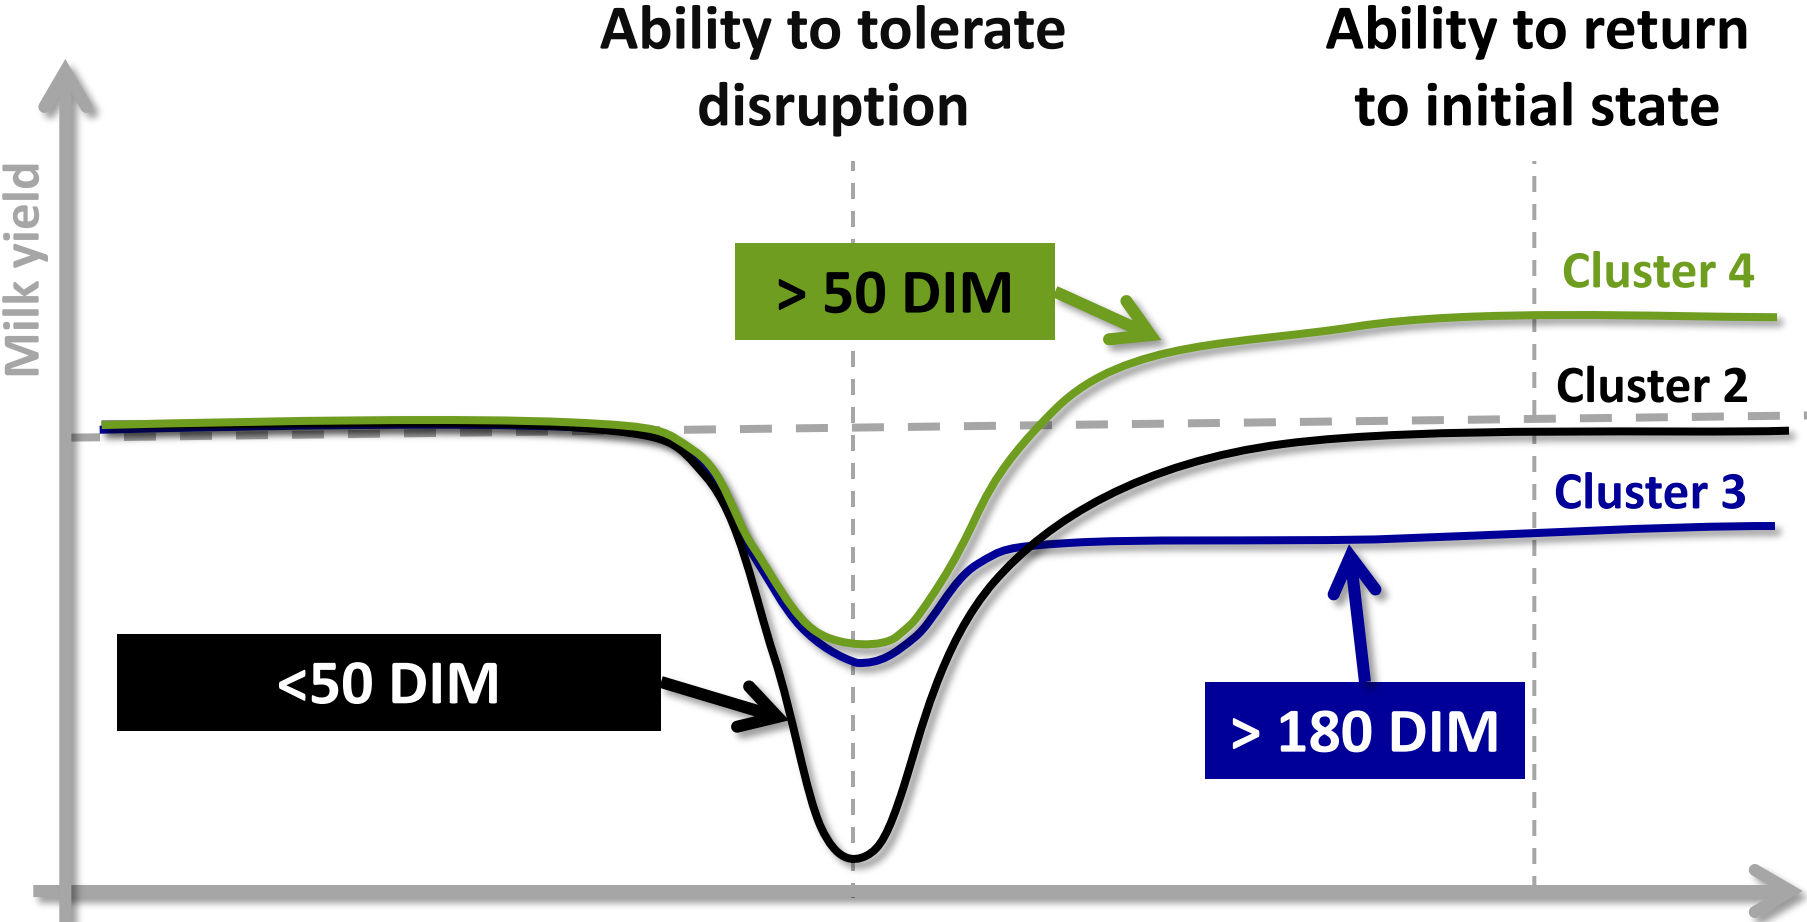 Ability to tolerate
disruption
Ability to return
to initial state
Milk yield
> 50 DIM
Cluster 4
Cluster 2
Cluster 3
<50 DIM
> 180 DIM